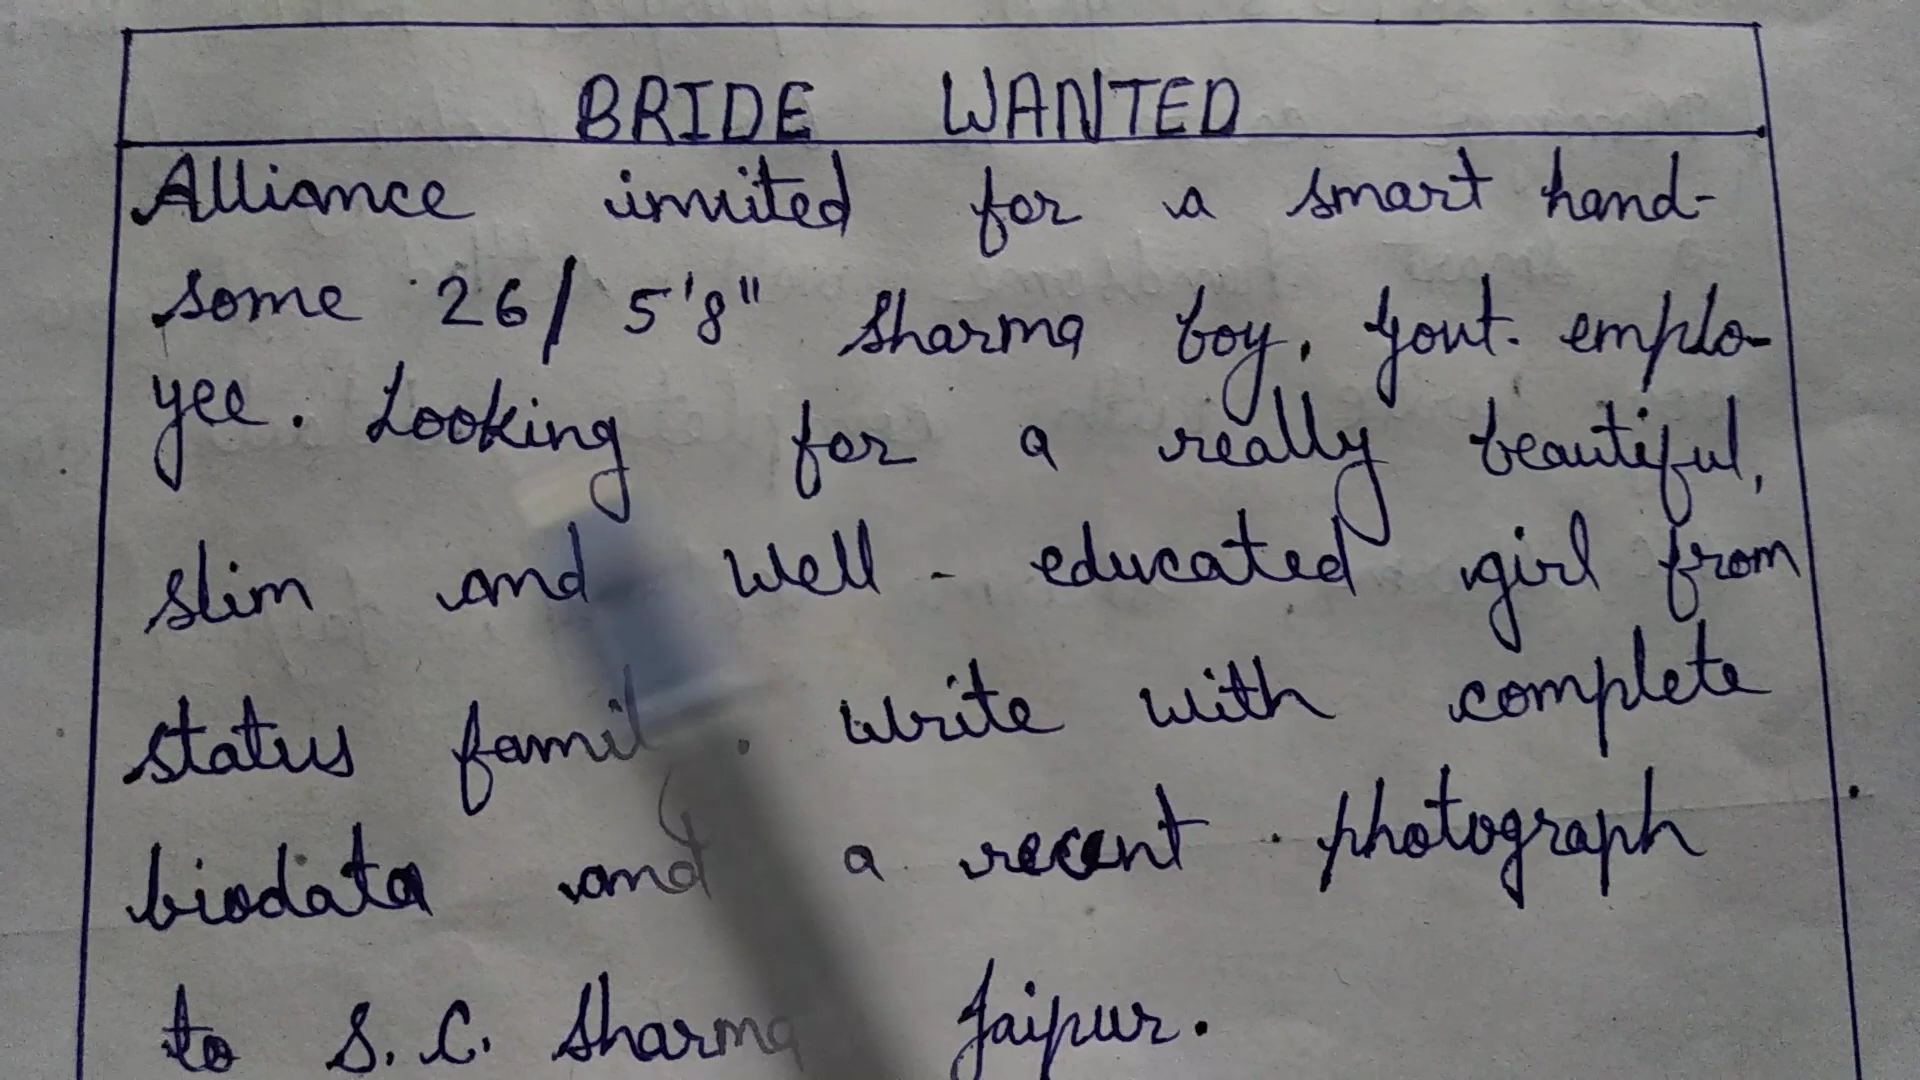 BRIDE WANTED
Alliance invited for a smart hand-
some 26/ 5'8" Sharma boy. Govt. emplo-
yee. Looking for a really beautiful,
slim and well - educated girl from
status family. Write with complete
biodata and a recent photograph
to S. C. Sharma Jaipur.